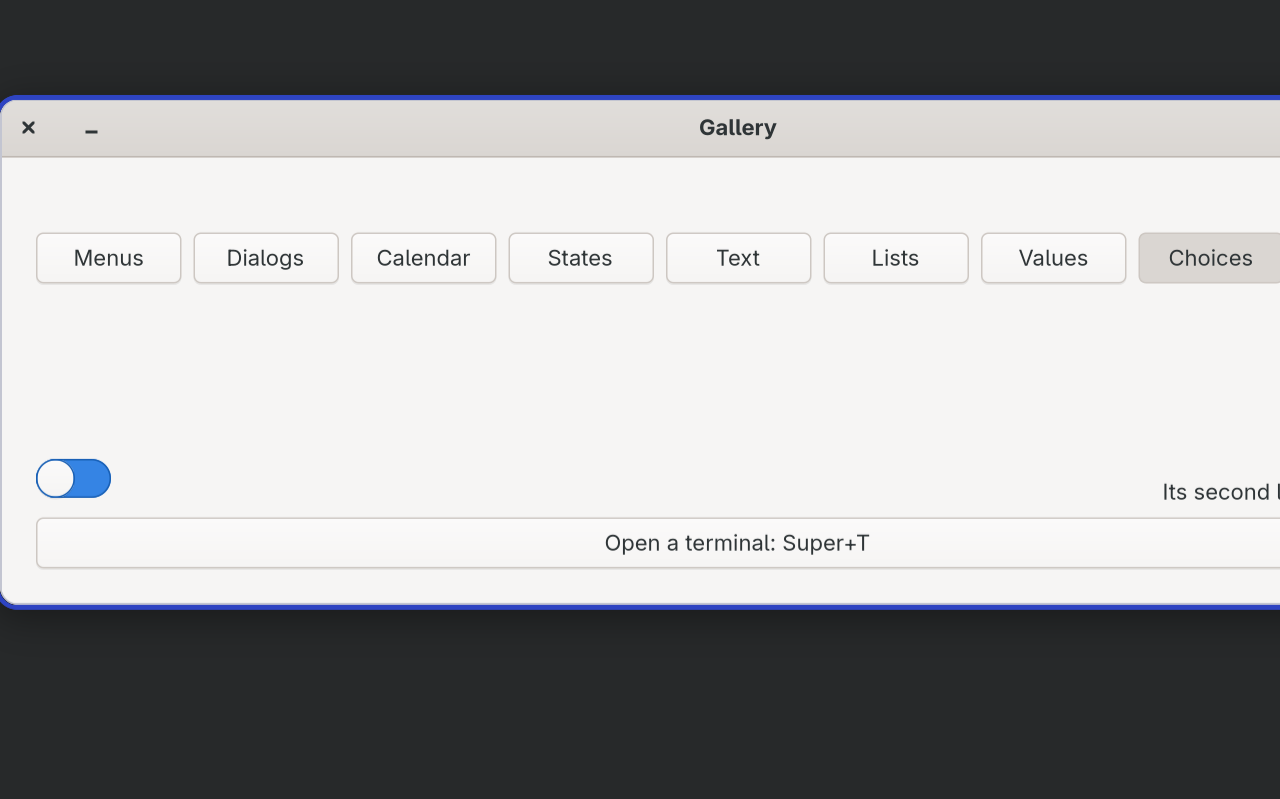 Gallery
Menus Dialogs Calendar States Text Lists Values Choices
Its second
Open a terminal: Super+T